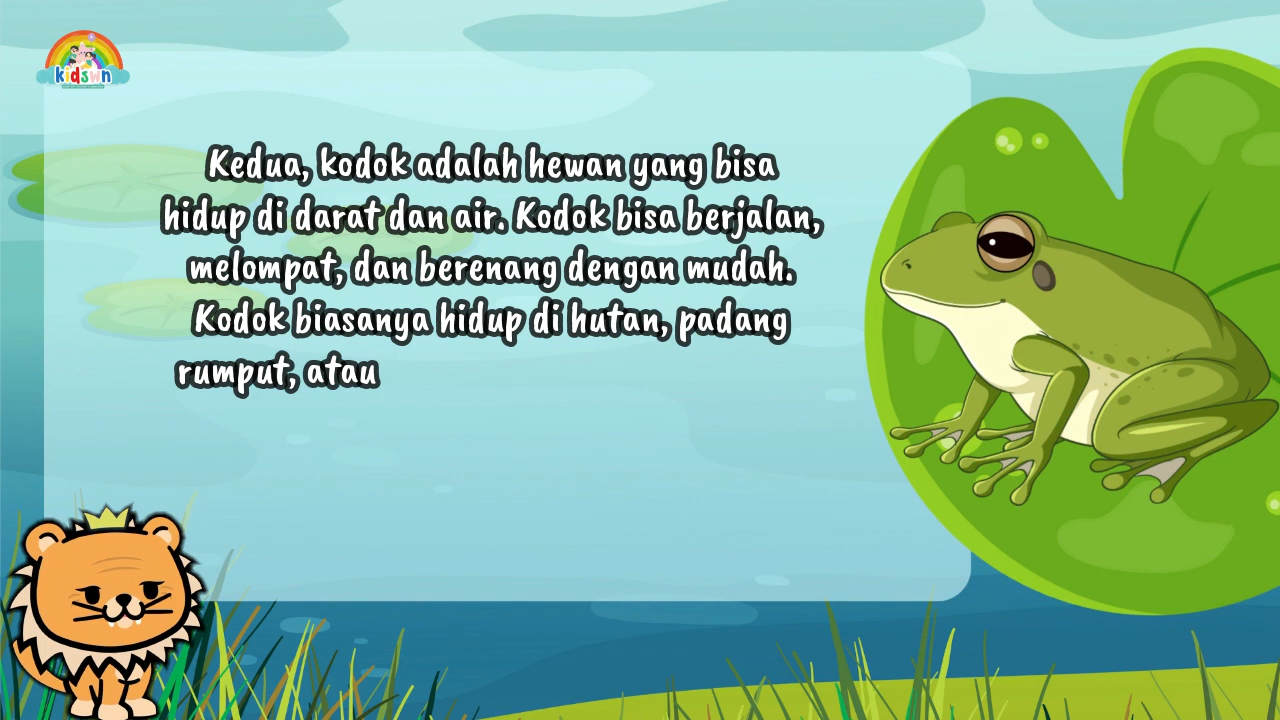 kidswn
Kedua, kodok adalah hewan yang bisa
hidup di darat dan air. Kodok bisa berjalan,
melompat, dan berenang dengan mudah.
Kodok biasanya hidup di hutan, padang
rumput, atau